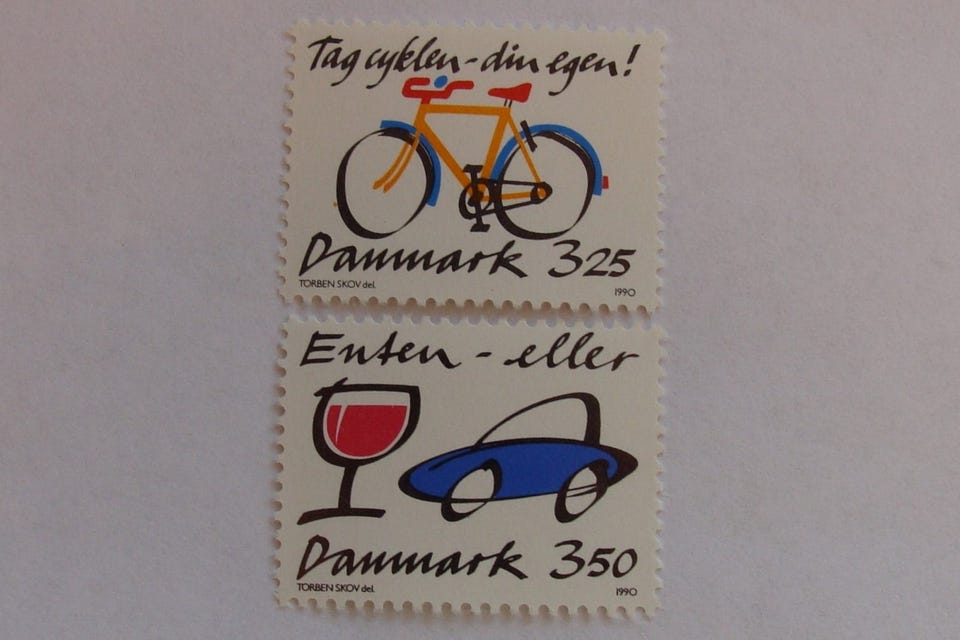 Tag cyklen - din egen!
Danmark 325
TORBEN SKOV del. 1990
Enten - eller
Danmark 350
TORBEN SKOV del. 1990